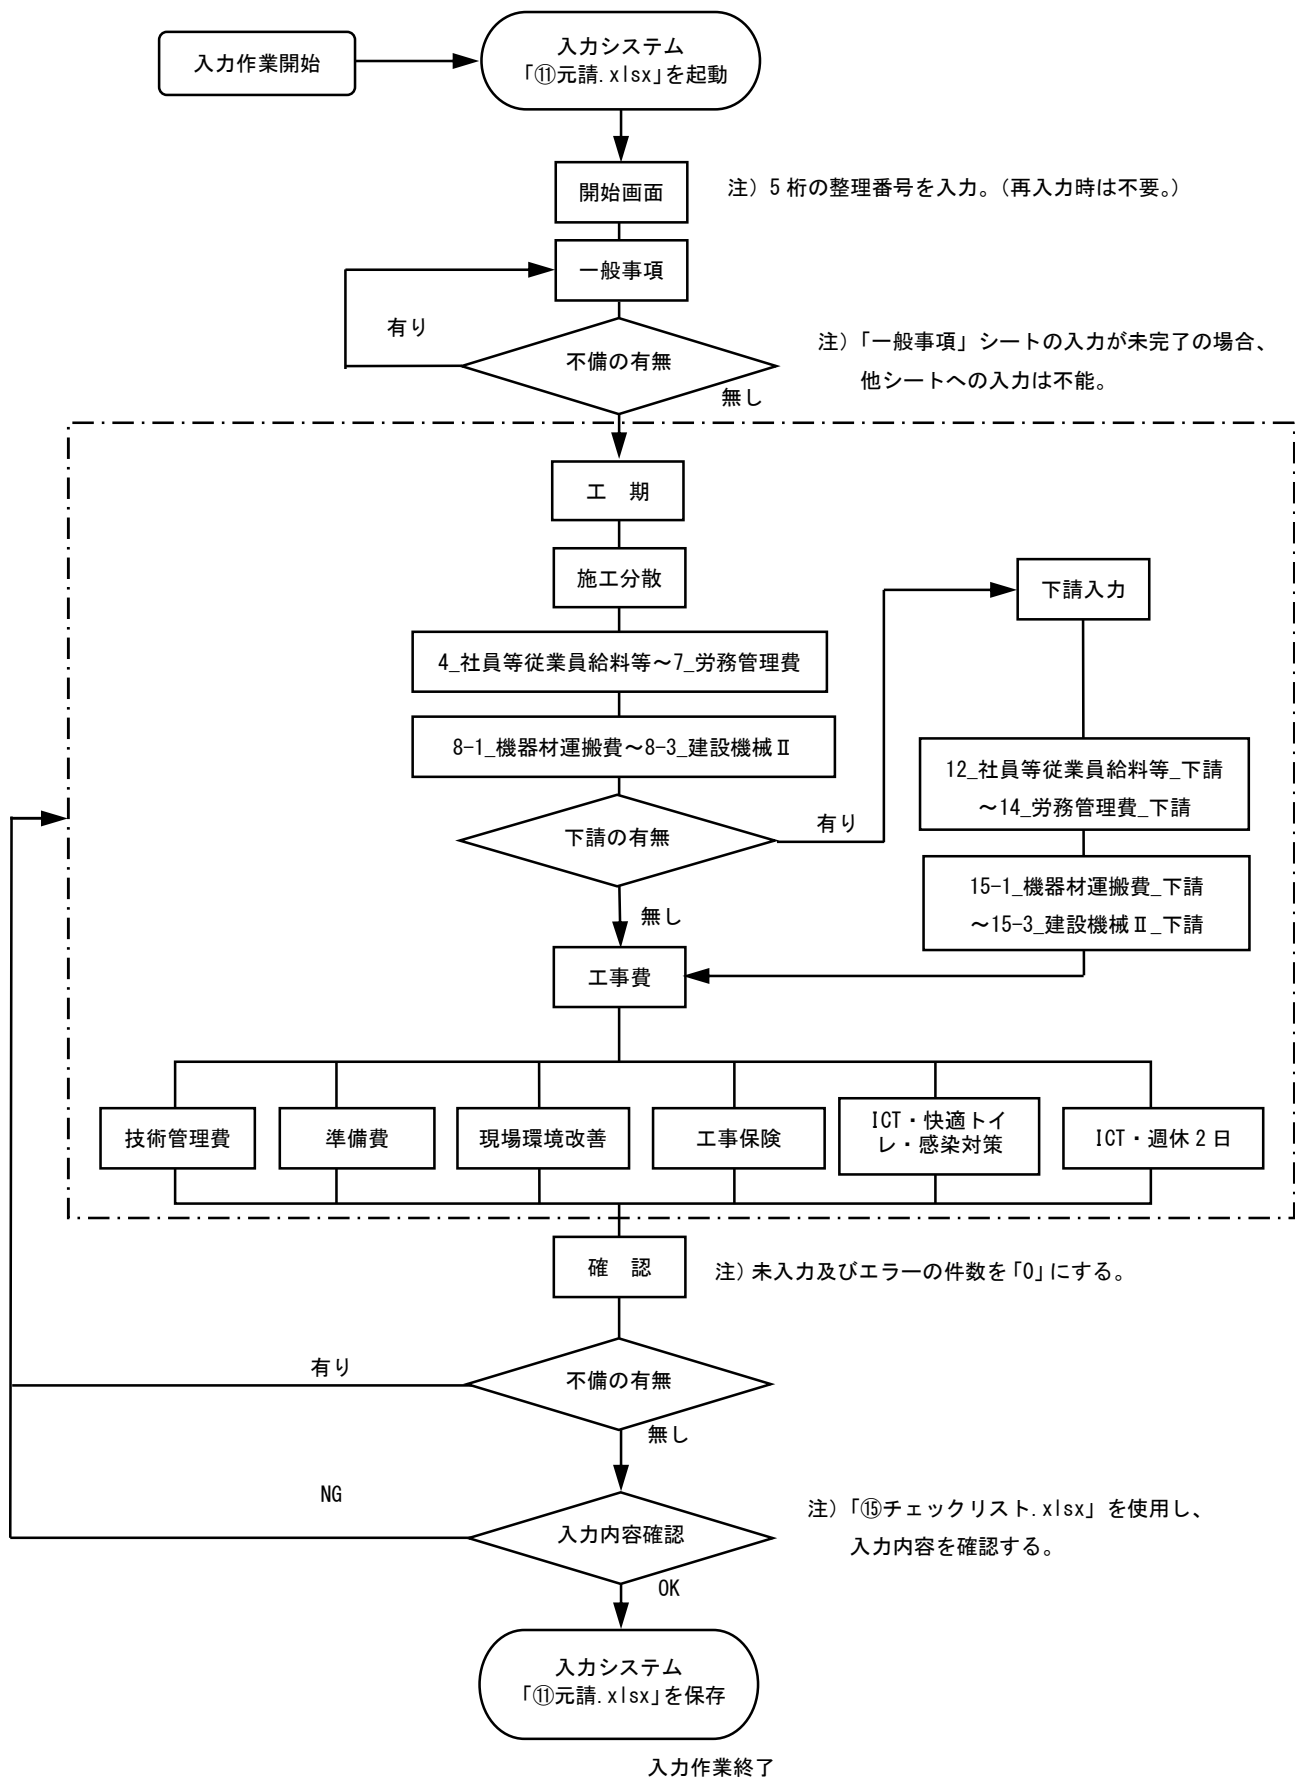 入力作業開始
入力システム
「⑪元請.xlsx」を起動
開始画面
注）5 桁の整理番号を入力。（再入力時は不要。）
一般事項
有り
不備の有無
無し
注）「一般事項」シートの入力が未完了の場合、
他シートへの入力は不能。
工　期
施工分散
下請入力
4_社員等従業員給料等～7_労務管理費
8-1_機器材運搬費～8-3_建設機械Ⅱ
12_社員等従業員給料等_下請
～14_労務管理費_下請
下請の有無
有り
無し
15-1_機器材運搬費_下請
～15-3_建設機械Ⅱ_下請
工事費
技術管理費
準備費
現場環境改善
工事保険
ICT・快適トイ
レ・感染対策
ICT・週休 2 日
確　認
注）未入力及びエラーの件数を「0」にする。
有り
不備の有無
無し
NG
入力内容確認
OK
注）「⑮チェックリスト.xlsx」を使用し、
入力内容を確認する。
入力システム
「⑪元請.xlsx」を保存
入力作業終了